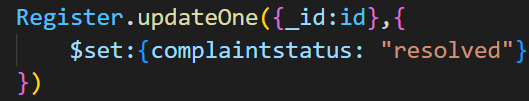 Register.updateOne({_id:id},{
$set:{complaintstatus: "resolved"}
})